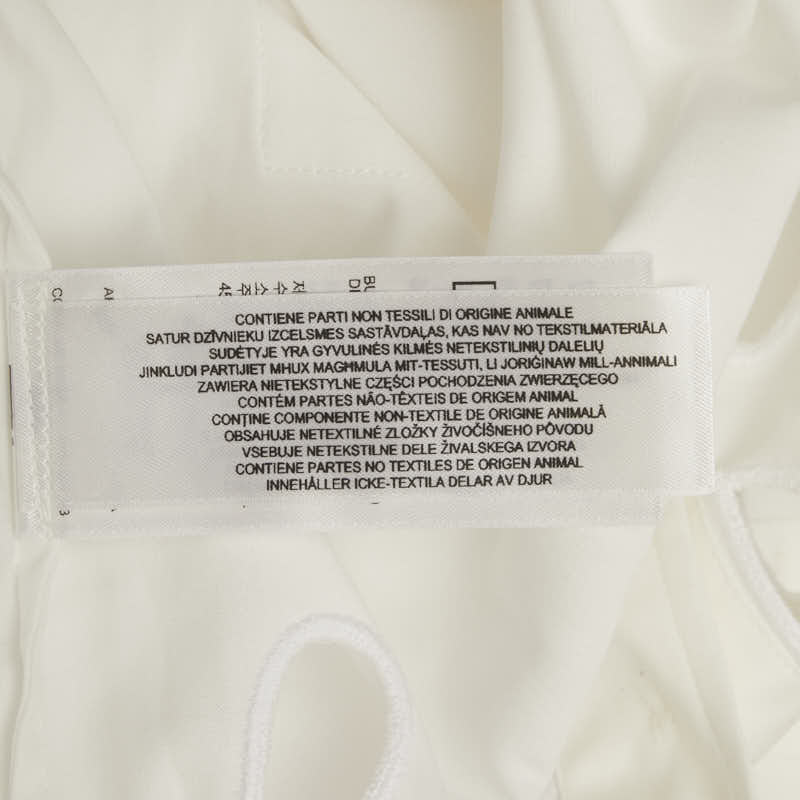 CONTIENE PARTI NON TESSILI DI ORIGINE ANIMALE
SATUR DZĪVNIEKU IZCELSMES SASTĀVDAĻAS, KAS NAV NO TEKSTILMATERIĀLA
SUDĖTYJE YRA GYVULINĖS KILMĖS NETEKSTILINIŲ DALELIŲ
JINKLUDI PARTIJIET MHUX MAGHMULA MIT-TESSUTI, LI JORIĠINAW MILL-ANNIMALI
ZAWIERA NIETEKSTYLNE CZĘŚCI POCHODZENIA ZWIERZĘCEGO
CONTÉM PARTES NÃO-TÊXTEIS DE ORIGEM ANIMAL
CONȚINE COMPONENTE NON-TEXTILE DE ORIGINE ANIMALĂ
OBSAHUJE NETEXTILNÉ ZLOŽKY ŽIVOČÍŠNEHO PÔVODU
VSEBUJE NETEKSTILNE DELE ŽIVALSKEGA IZVORA
CONTIENE PARTES NO TEXTILES DE ORIGEN ANIMAL
INNEHÅLLER ICKE-TEXTILA DELAR AV DJUR